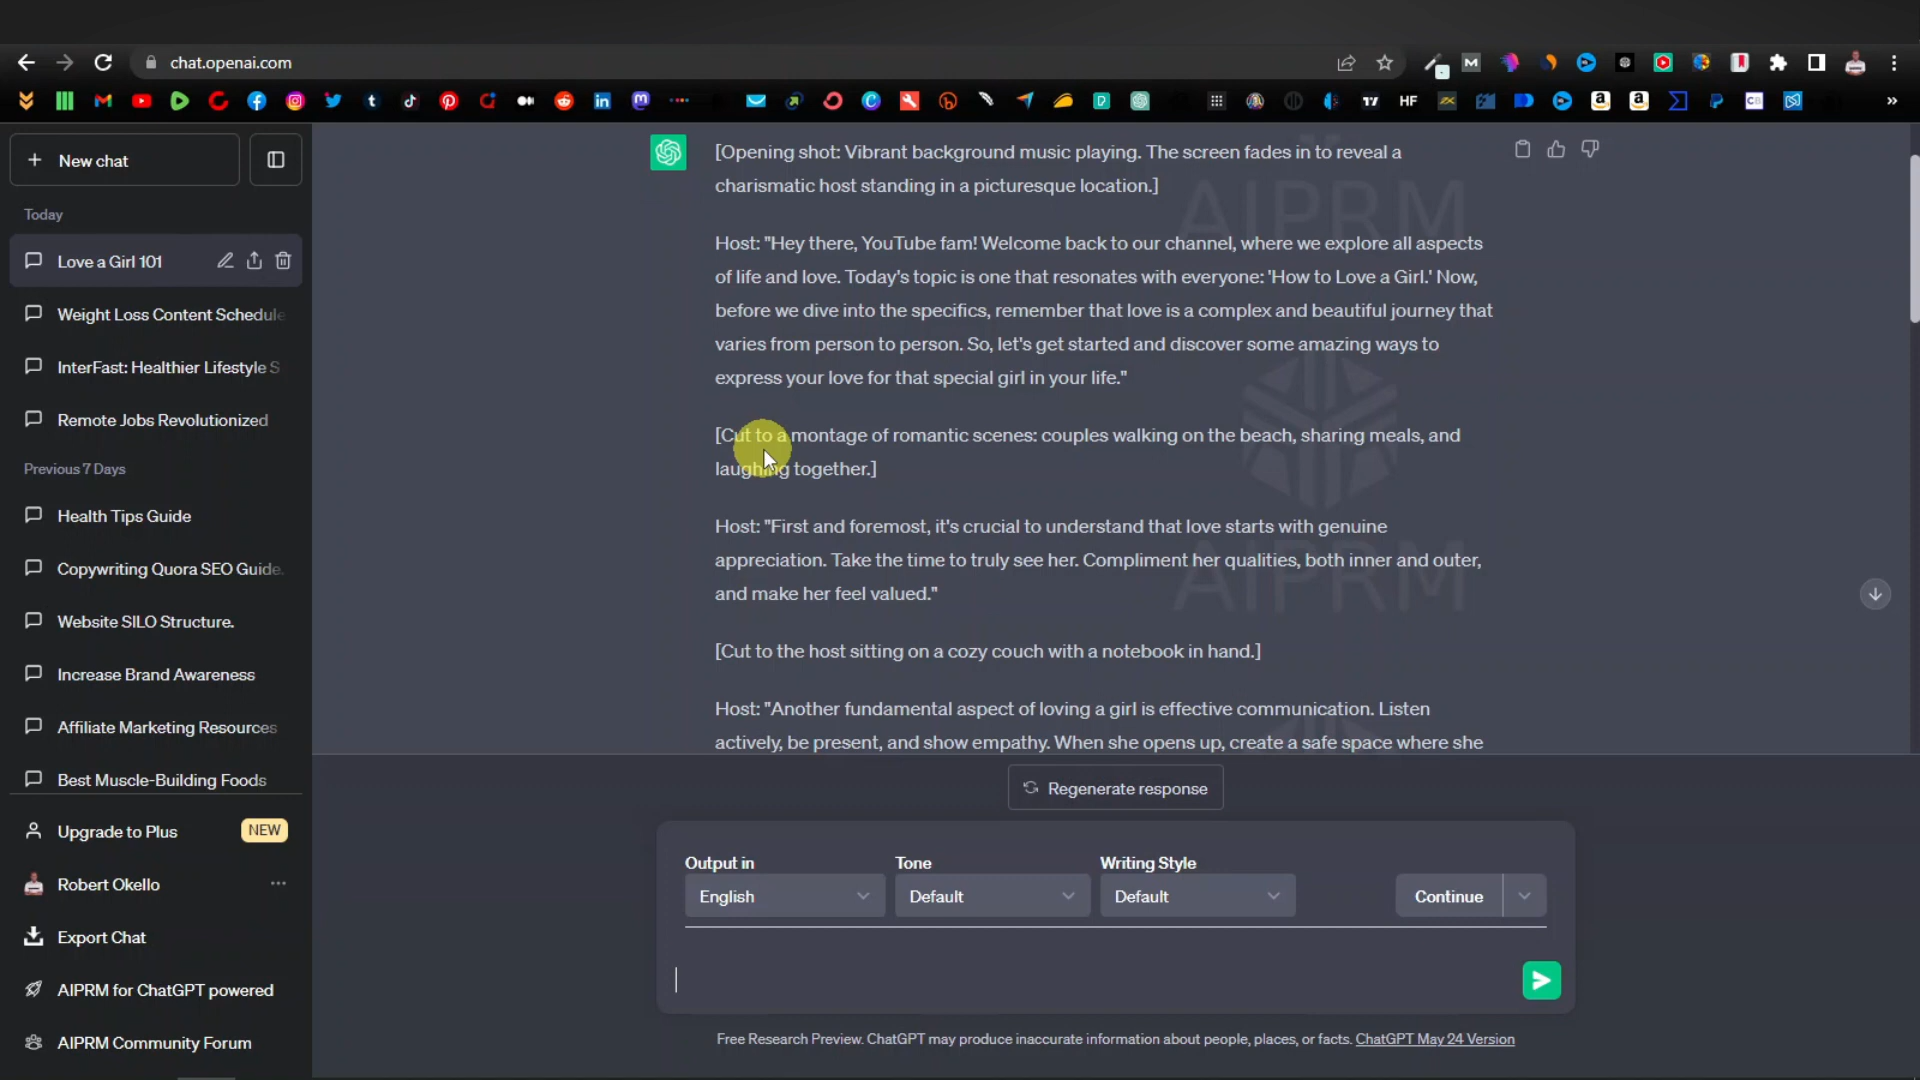 chat.openai.com
New chat
Today
Love a Girl 101
Weight Loss Content Schedule
InterFast: Healthier Lifestyle S
Remote Jobs Revolutionized
Previous 7 Days
Health Tips Guide
Copywriting Quora SEO Guide.
Website SILO Structure.
Increase Brand Awareness
Affiliate Marketing Resources
Best Muscle-Building Foods
Upgrade to Plus NEW
Robert Okello
Export Chat
AIPRM for ChatGPT powered
AIPRM Community Forum
[Opening shot: Vibrant background music playing. The screen fades in to reveal a
charismatic host standing in a picturesque location.]
Host: "Hey there, YouTube fam! Welcome back to our channel, where we explore all aspects
of life and love. Today's topic is one that resonates with everyone: 'How to Love a Girl.' Now,
before we dive into the specifics, remember that love is a complex and beautiful journey that
varies from person to person. So, let's get started and discover some amazing ways to
express your love for that special girl in your life."
[Cut to a montage of romantic scenes: couples walking on the beach, sharing meals, and
laughing together.]
Host: "First and foremost, it's crucial to understand that love starts with genuine
appreciation. Take the time to truly see her. Compliment her qualities, both inner and outer,
and make her feel valued."
[Cut to the host sitting on a cozy couch with a notebook in hand.]
Host: "Another fundamental aspect of loving a girl is effective communication. Listen
actively, be present, and show empathy. When she opens up, create a safe space where she
AIPRM
AIPRM
Regenerate response
Output in Tone Writing Style
English Default Default Continue
Free Research Preview. ChatGPT may produce inaccurate information about people, places, or facts. ChatGPT May 24 Version